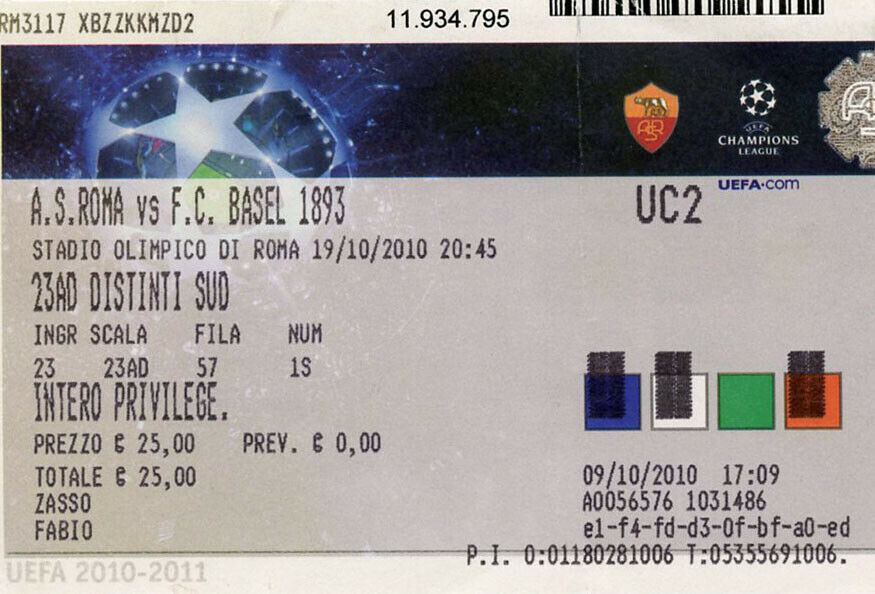 RM3117 XBZZKKMZD2
11.934.795
UEFA
CHAMPIONS
LEAGUE
UEFA.com
A.S.ROMA vs F.C. BASEL 1893
UC2
STADIO OLIMPICO DI ROMA 19/10/2010 20:45
23AD DISTINTI SUD
INGR SCALA FILA NUM
23 23AD 57 1S
INTERO PRIVILEGE.
PREZZO € 25,00 PREV. € 0,00
TOTALE € 25,00
ZASSO
FABIO
09/10/2010 17:09
A0056576 1031486
e1-f4-fd-d3-0f-bf-a0-ed
P.I. O:01180281006 T:05355691006.
UEFA 2010-2011